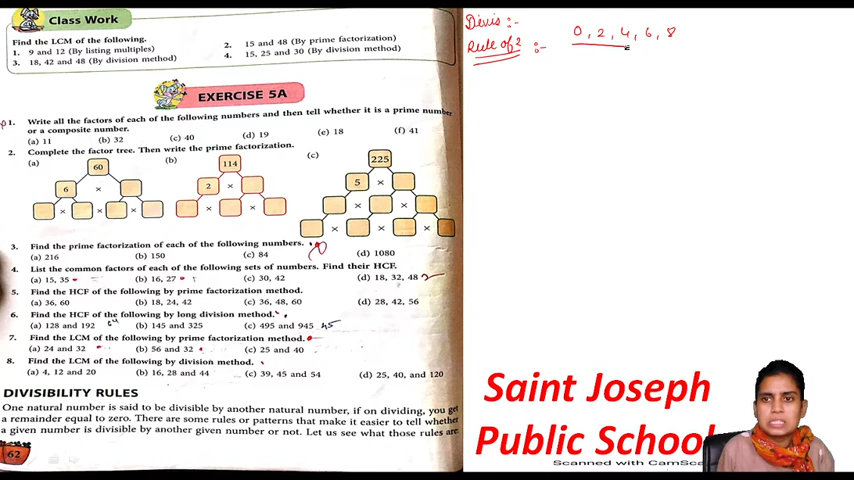 Class Work
Find the LCM of the following.
1. 9 and 12 (By listing multiples)
2. 15 and 48 (By prime factorization)
3. 18, 42 and 48 (By division method)
4. 15, 25 and 30 (By division method)
EXERCISE 5A
1. Write all the factors of each of the following numbers and then tell whether it is a prime number
or a composite number.
(a) 11 (b) 32 (c) 40 (d) 19 (e) 18 (f) 41
2. Complete the factor tree. Then write the prime factorization.
(a) (b) (c)
60 114 225
6 × 2 × 5 ×
× × × × × ×
× × ×
3. Find the prime factorization of each of the following numbers.
(a) 216 (b) 150 (c) 84 (d) 1080
4. List the common factors of each of the following sets of numbers. Find their HCF.
(a) 15, 35 (b) 16, 27 (c) 30, 42 (d) 18, 32, 48
5. Find the HCF of the following by prime factorization method.
(a) 36, 60 (b) 18, 24, 42 (c) 36, 48, 60 (d) 28, 42, 56
6. Find the HCF of the following by long division method.
(a) 128 and 192 64 (b) 145 and 325 (c) 495 and 945 45
7. Find the LCM of the following by prime factorization method.
(a) 24 and 32 (b) 56 and 32 (c) 25 and 40
8. Find the LCM of the following by division method.
(a) 4, 12 and 20 (b) 16, 28 and 44 (c) 39, 45 and 54 (d) 25, 40, and 120
DIVISIBILITY RULES
One natural number is said to be divisible by another natural number, if on dividing, you get
a remainder equal to zero. There are some rules or patterns that make it easier to tell whether
a given number is divisible by another given number or not. Let us see what those rules are
62
Devis :-
Rule of 2 :- 0, 2, 4, 6, 8
Saint Joseph
Public School
Scanned with CamSca